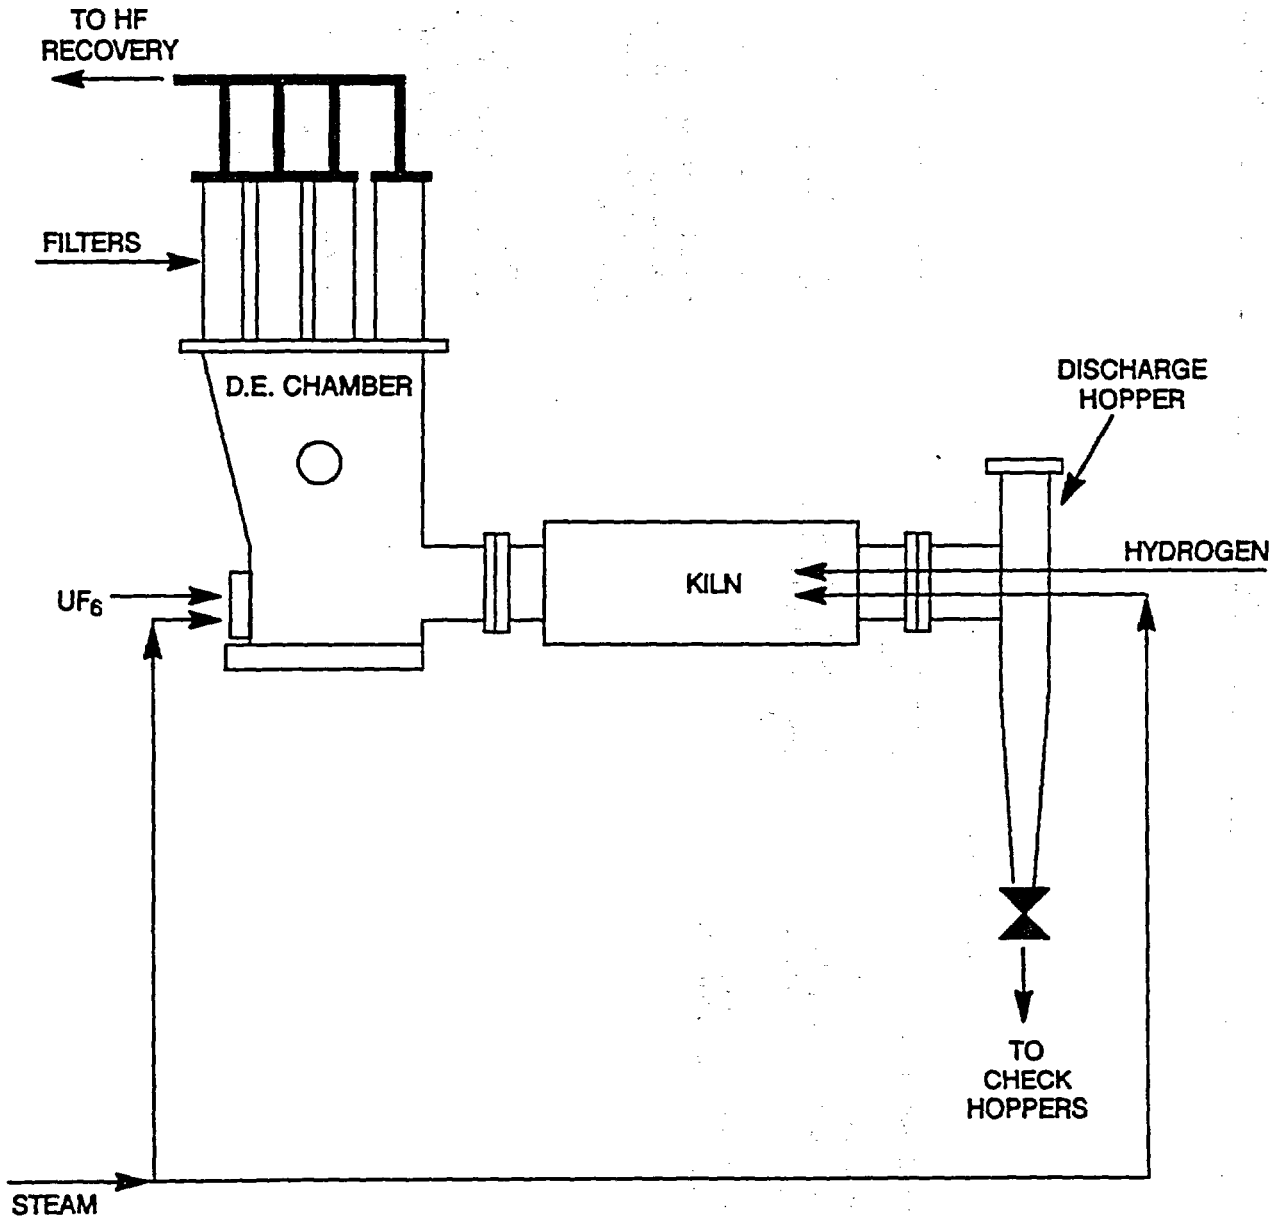 TO HF
RECOVERY
FILTERS
D.E. CHAMBER
DISCHARGE
HOPPER
HYDROGEN
KILN
UF₆
TO
CHECK
HOPPERS
STEAM